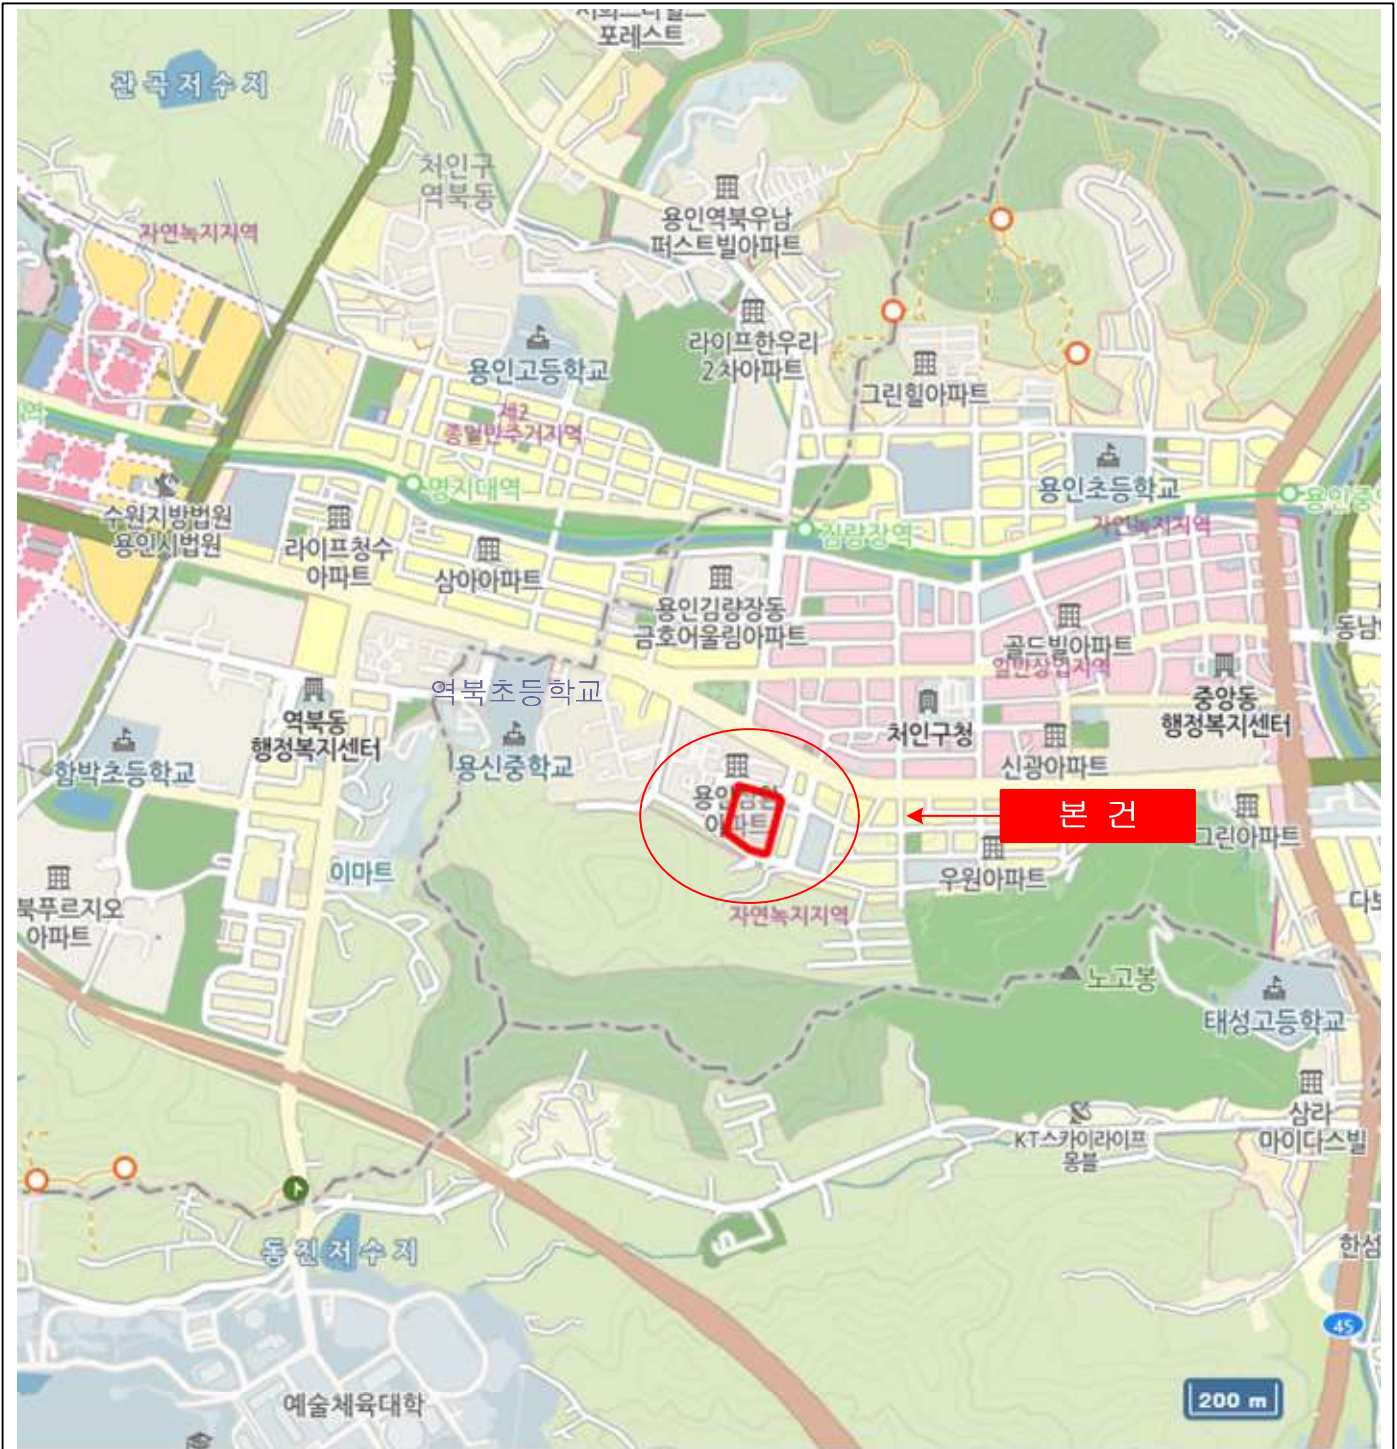 포레스트
관곡저수지
처인구
역북동
자연녹지지역
용인역북우남
퍼스트빌아파트
라이프한우리
2차아파트
용인고등학교
그린힐아파트
제2
종일반주거지역
명지대역
용인초등학교
수원지방법원
용인시법원
라이프청수
아파트
삼아아파트
김량장역
자연녹지지역
용인김량장동
금호어울림아파트
골드빌아파트
일반상업지역
역북초등학교
역북동
행정복지센터
중앙동
행정복지센터
처인구청
함박초등학교
용신중학교
신광아파트
아파트
본 건
그린아파트
이마트
우원아파트
북푸르지오
아파트
자연녹지지역
노고봉
태성고등학교
KT스카이라이프
몽블
삼라
마이다스빌
동진저수지
한섬
45
예술체육대학
200 m